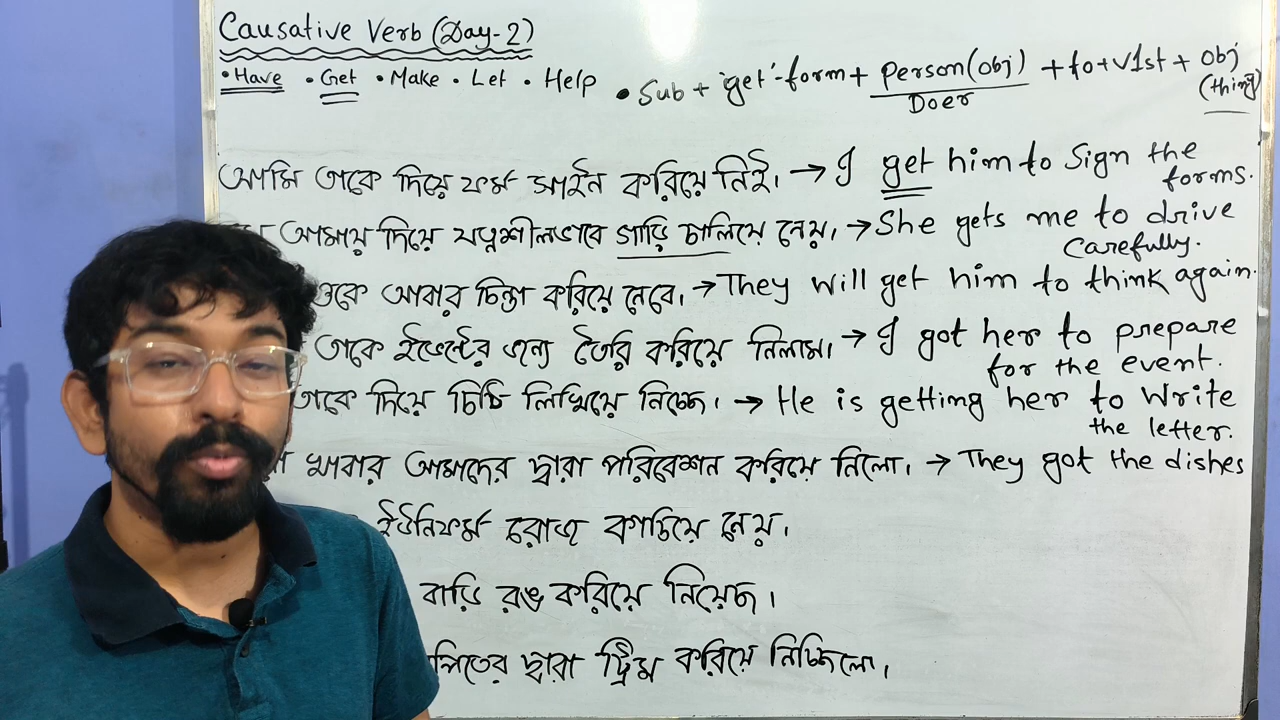 Causative Verb (Day-2)
• Have • Get • Make • Let • Help • Sub + 'get'-form + Person(obj) + to + v1st + obj
Doer (thing)
আমি তাকে দিয়ে ফর্ম সাইন করিয়ে নিই। → I get him to Sign the
forms.
আমায় দিয়ে যত্নশীলভাবে গাড়ি চালিয়ে নেয়। → She gets me to drive
carefully.
ওকে আবার চিন্তা করিয়ে নেবে। → They will get him to think again.
তাকে ইভেন্টের জন্যে তৈরি করিয়ে নিলাম। → I got her to prepare
for the event.
তাকে দিয়ে চিঠি লিখিয়ে নিচ্ছে। → He is getting her to Write
the letter.
খাবার আমাদের দ্বারা পরিবেশন করিয়ে নিলো। → They got the dishes
ইউনিফর্ম রোজ কাচিয়ে নেয়।
বাড়ি রঙ করিয়ে নিয়েছে।
দ্বারা ট্রিম করিয়ে নিচ্ছিলো।